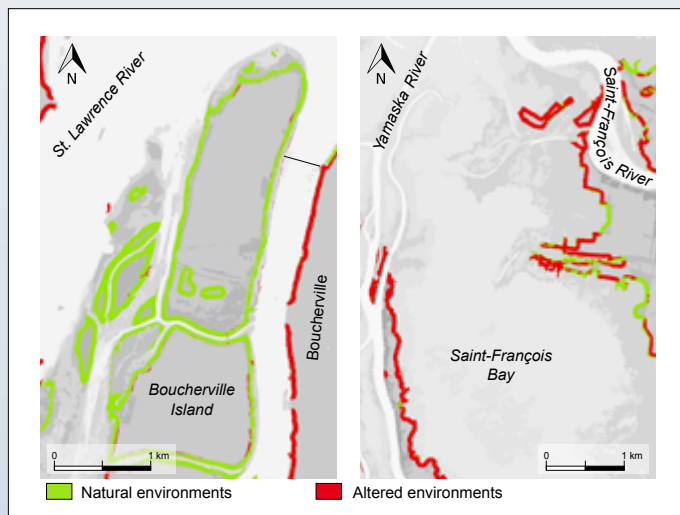 N
St. Lawrence River
Boucherville
Boucherville
Island
0 1 km
N
Yamaska River
Saint-François River
Saint-François
Bay
0 1 km
Natural environments
Altered environments